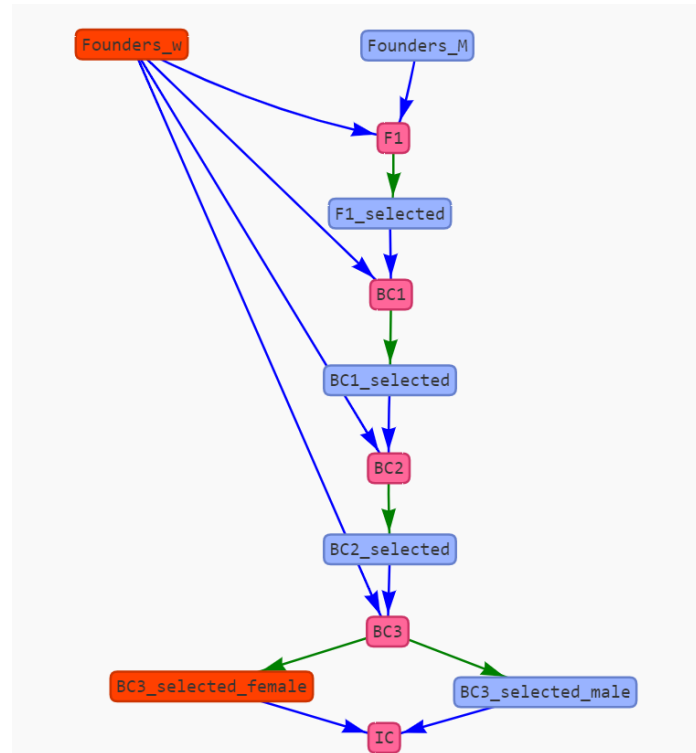 Founders_w
Founders_M
F1
F1_selected
BC1
BC1_selected
BC2
BC2_selected
BC3
BC3_selected_female
BC3_selected_male
IC